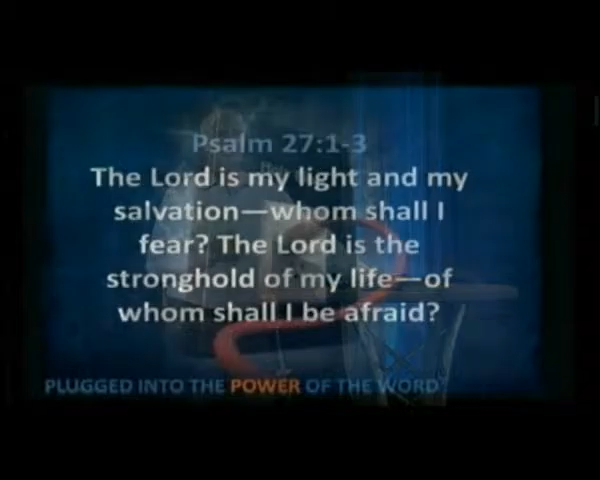 Psalm 27:1-3
The Lord is my light and my
salvation—whom shall I
fear? The Lord is the
stronghold of my life—of
whom shall I be afraid?
PLUGGED INTO THE POWER OF THE WORD